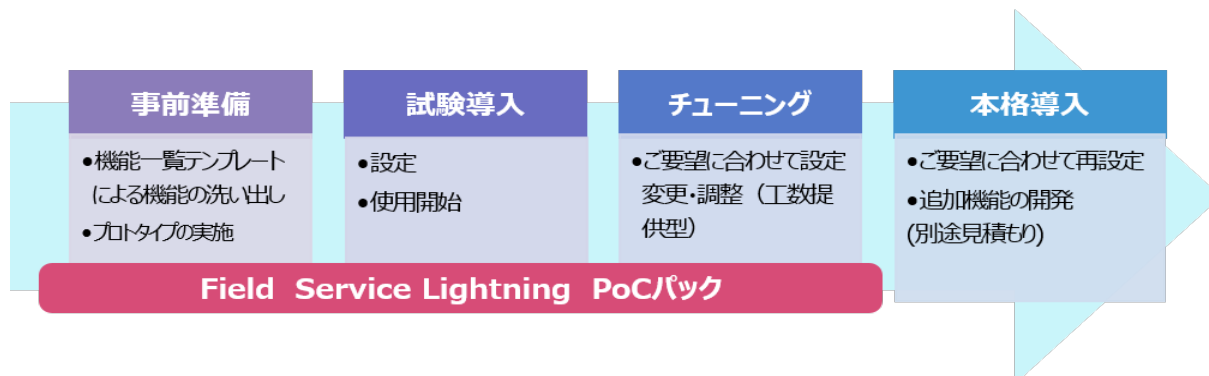 事前準備
•機能一覧テンプレート
による機能の洗い出し
•プロトタイプの実施
試験導入
•設定
•使用開始
チューニング
•ご要望に合わせて設定
変更・調整（工数提
供型）
本格導入
•ご要望に合わせて再設定
•追加機能の開発
(別途見積もり)
Field Service Lightning PoCパック